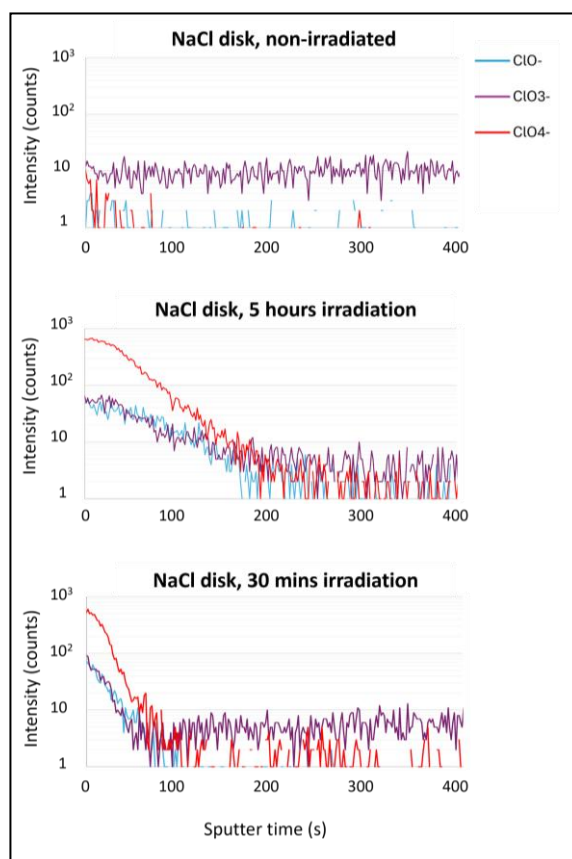 NaCl disk, non-irradiated
Intensity (counts)
10³
10²
10
1
0 100 200 300 400
ClO-
ClO3-
ClO4-
NaCl disk, 5 hours irradiation
Intensity (counts)
10³
10²
10
1
0 100 200 300 400
NaCl disk, 30 mins irradiation
Intensity (counts)
10³
10²
10
1
0 100 200 300 400
Sputter time (s)